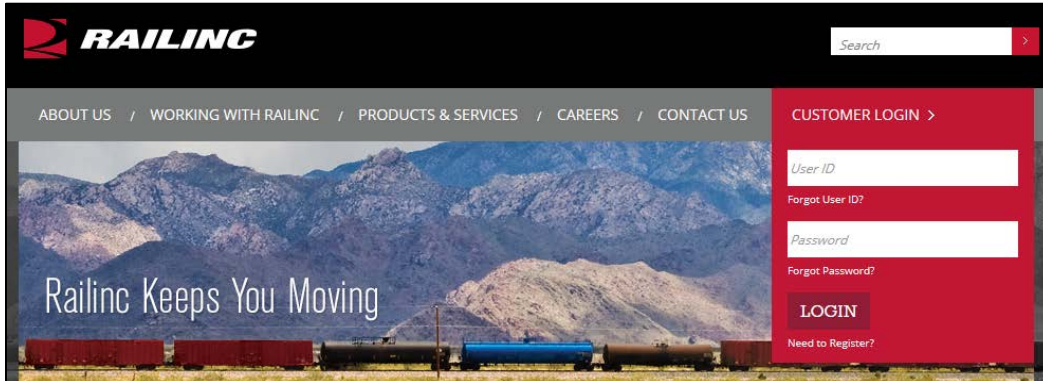 RAILINC
Search
ABOUT US / WORKING WITH RAILINC / PRODUCTS & SERVICES / CAREERS / CONTACT US
CUSTOMER LOGIN >
User ID
Forgot User ID?
Password
Forgot Password?
LOGIN
Need to Register?
Railinc Keeps You Moving